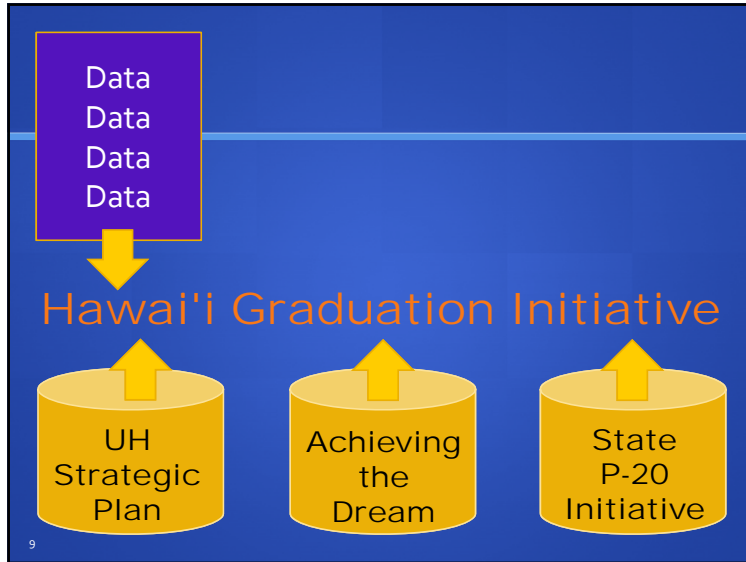 Data
Data
Data
Data
Hawai'i Graduation Initiative
UH
Strategic
Plan
Achieving
the
Dream
State
P-20
Initiative
9